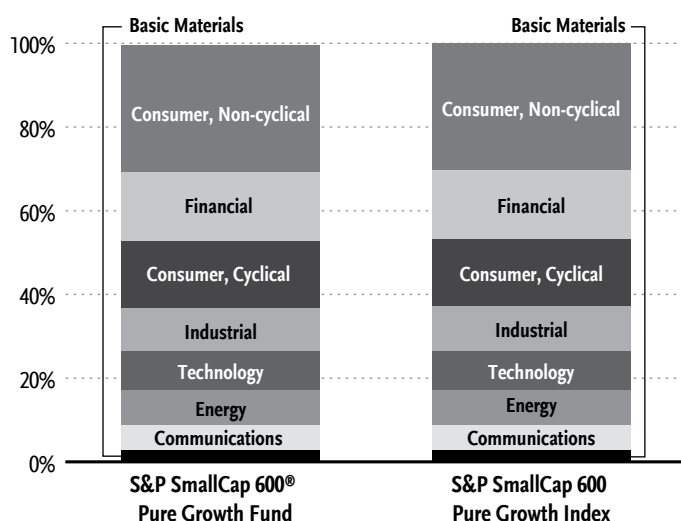 Basic Materials
Basic Materials
100%
Consumer, Non-cyclical
Consumer, Non-cyclical
80%
60%
Financial
Financial
Consumer, Cyclical
Consumer, Cyclical
40%
Industrial
Industrial
Technology
Technology
20%
Energy
Energy
Communications
Communications
0%
S&P SmallCap 600®
Pure Growth Fund
S&P SmallCap 600
Pure Growth Index